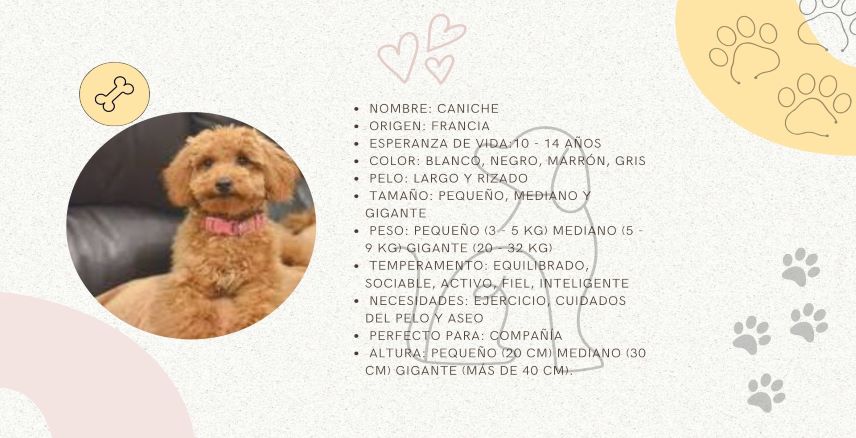 • NOMBRE: CANICHE
• ORIGEN: FRANCIA
• ESPERANZA DE VIDA:10 - 14 AÑOS
• COLOR: BLANCO, NEGRO, MARRÓN, GRIS
• PELO: LARGO Y RIZADO
• TAMAÑO: PEQUEÑO, MEDIANO Y
GIGANTE
• PESO: PEQUEÑO (3 - 5 KG) MEDIANO (5 -
9 KG) GIGANTE (20 - 32 KG)
• TEMPERAMENTO: EQUILIBRADO,
SOCIABLE, ACTIVO, FIEL, INTELIGENTE
• NECESIDADES: EJERCICIO, CUIDADOS
DEL PELO Y ASEO
• PERFECTO PARA: COMPAÑÍA
• ALTURA: PEQUEÑO (20 CM) MEDIANO (30
CM) GIGANTE (MÁS DE 40 CM).